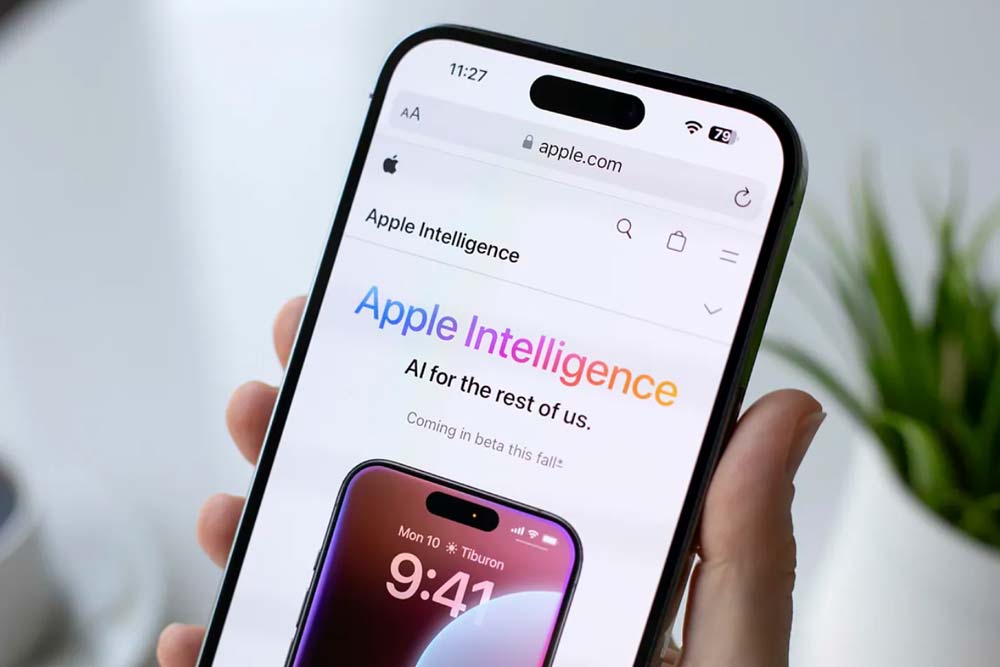 11:27
79
AA
apple.com
Apple Intelligence
Apple Intelligence
AI for the rest of us.
Coming in beta this fall*
Mon 10 Tiburon
9:41